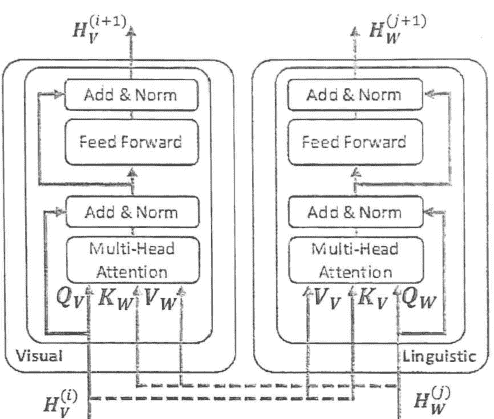 H_V^(i+1) H_W^(j+1)
Add & Norm Add & Norm
Feed Forward Feed Forward
Add & Norm Add & Norm
Multi-Head Attention Multi-Head Attention
Q_V K_W V_W V_V K_V Q_W
Visual Linguistic
H_V^(i) H_W^(j)